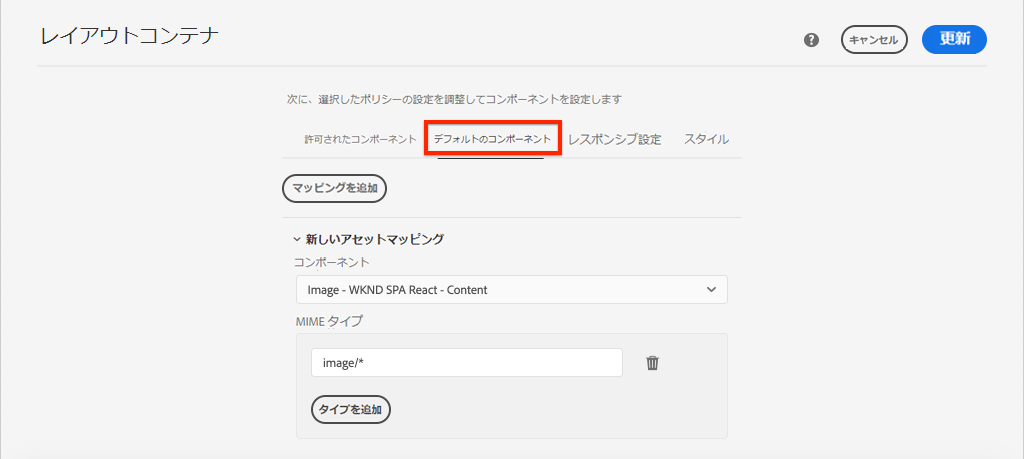 レイアウトコンテナ
キャンセル
更新
次に、選択したポリシーの設定を調整してコンポーネントを設定します
許可されたコンポーネント
デフォルトのコンポーネント
レスポンシブ設定
スタイル
マッピングを追加
新しいアセットマッピング
コンポーネント
Image - WKND SPA React - Content
MIME タイプ
image/*
タイプを追加